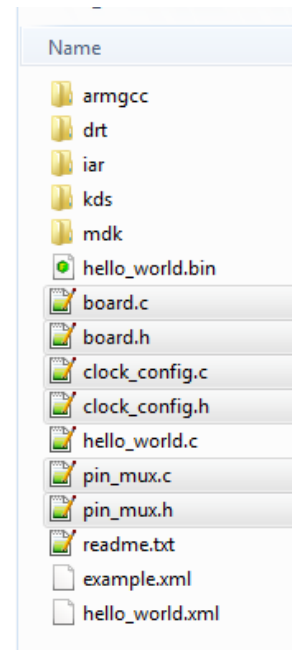 Name
armgcc
drt
iar
kds
mdk
hello_world.bin
board.c
board.h
clock_config.c
clock_config.h
hello_world.c
pin_mux.c
pin_mux.h
readme.txt
example.xml
hello_world.xml